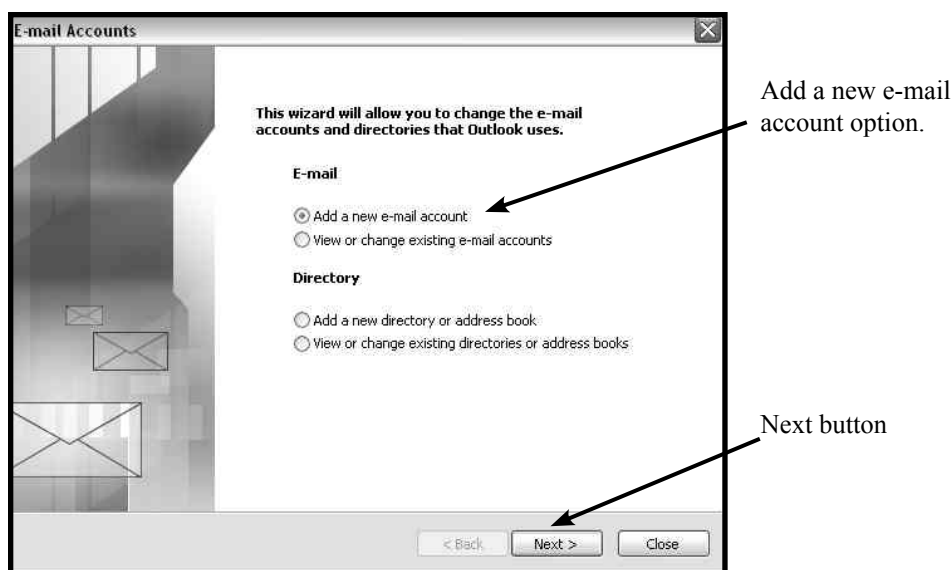 E-mail Accounts
This wizard will allow you to change the e-mail
accounts and directories that Outlook uses.
E-mail
Add a new e-mail account
View or change existing e-mail accounts
Directory
Add a new directory or address book
View or change existing directories or address books
< Back
Next >
Close
Add a new e-mail
account option.
Next button